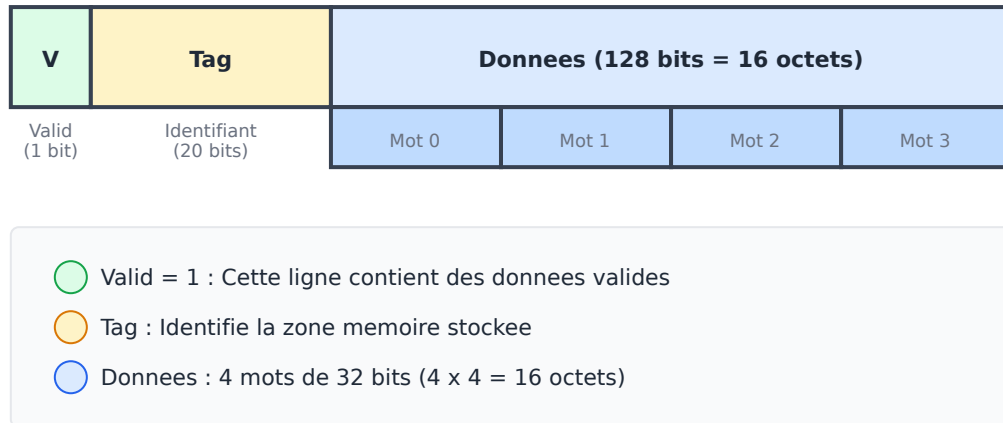 V
Tag
Donnees (128 bits = 16 octets)
Valid
(1 bit)
Identifiant
(20 bits)
Mot 0
Mot 1
Mot 2
Mot 3
Valid = 1 : Cette ligne contient des donnees valides
Tag : Identifie la zone memoire stockee
Donnees : 4 mots de 32 bits (4 x 4 = 16 octets)